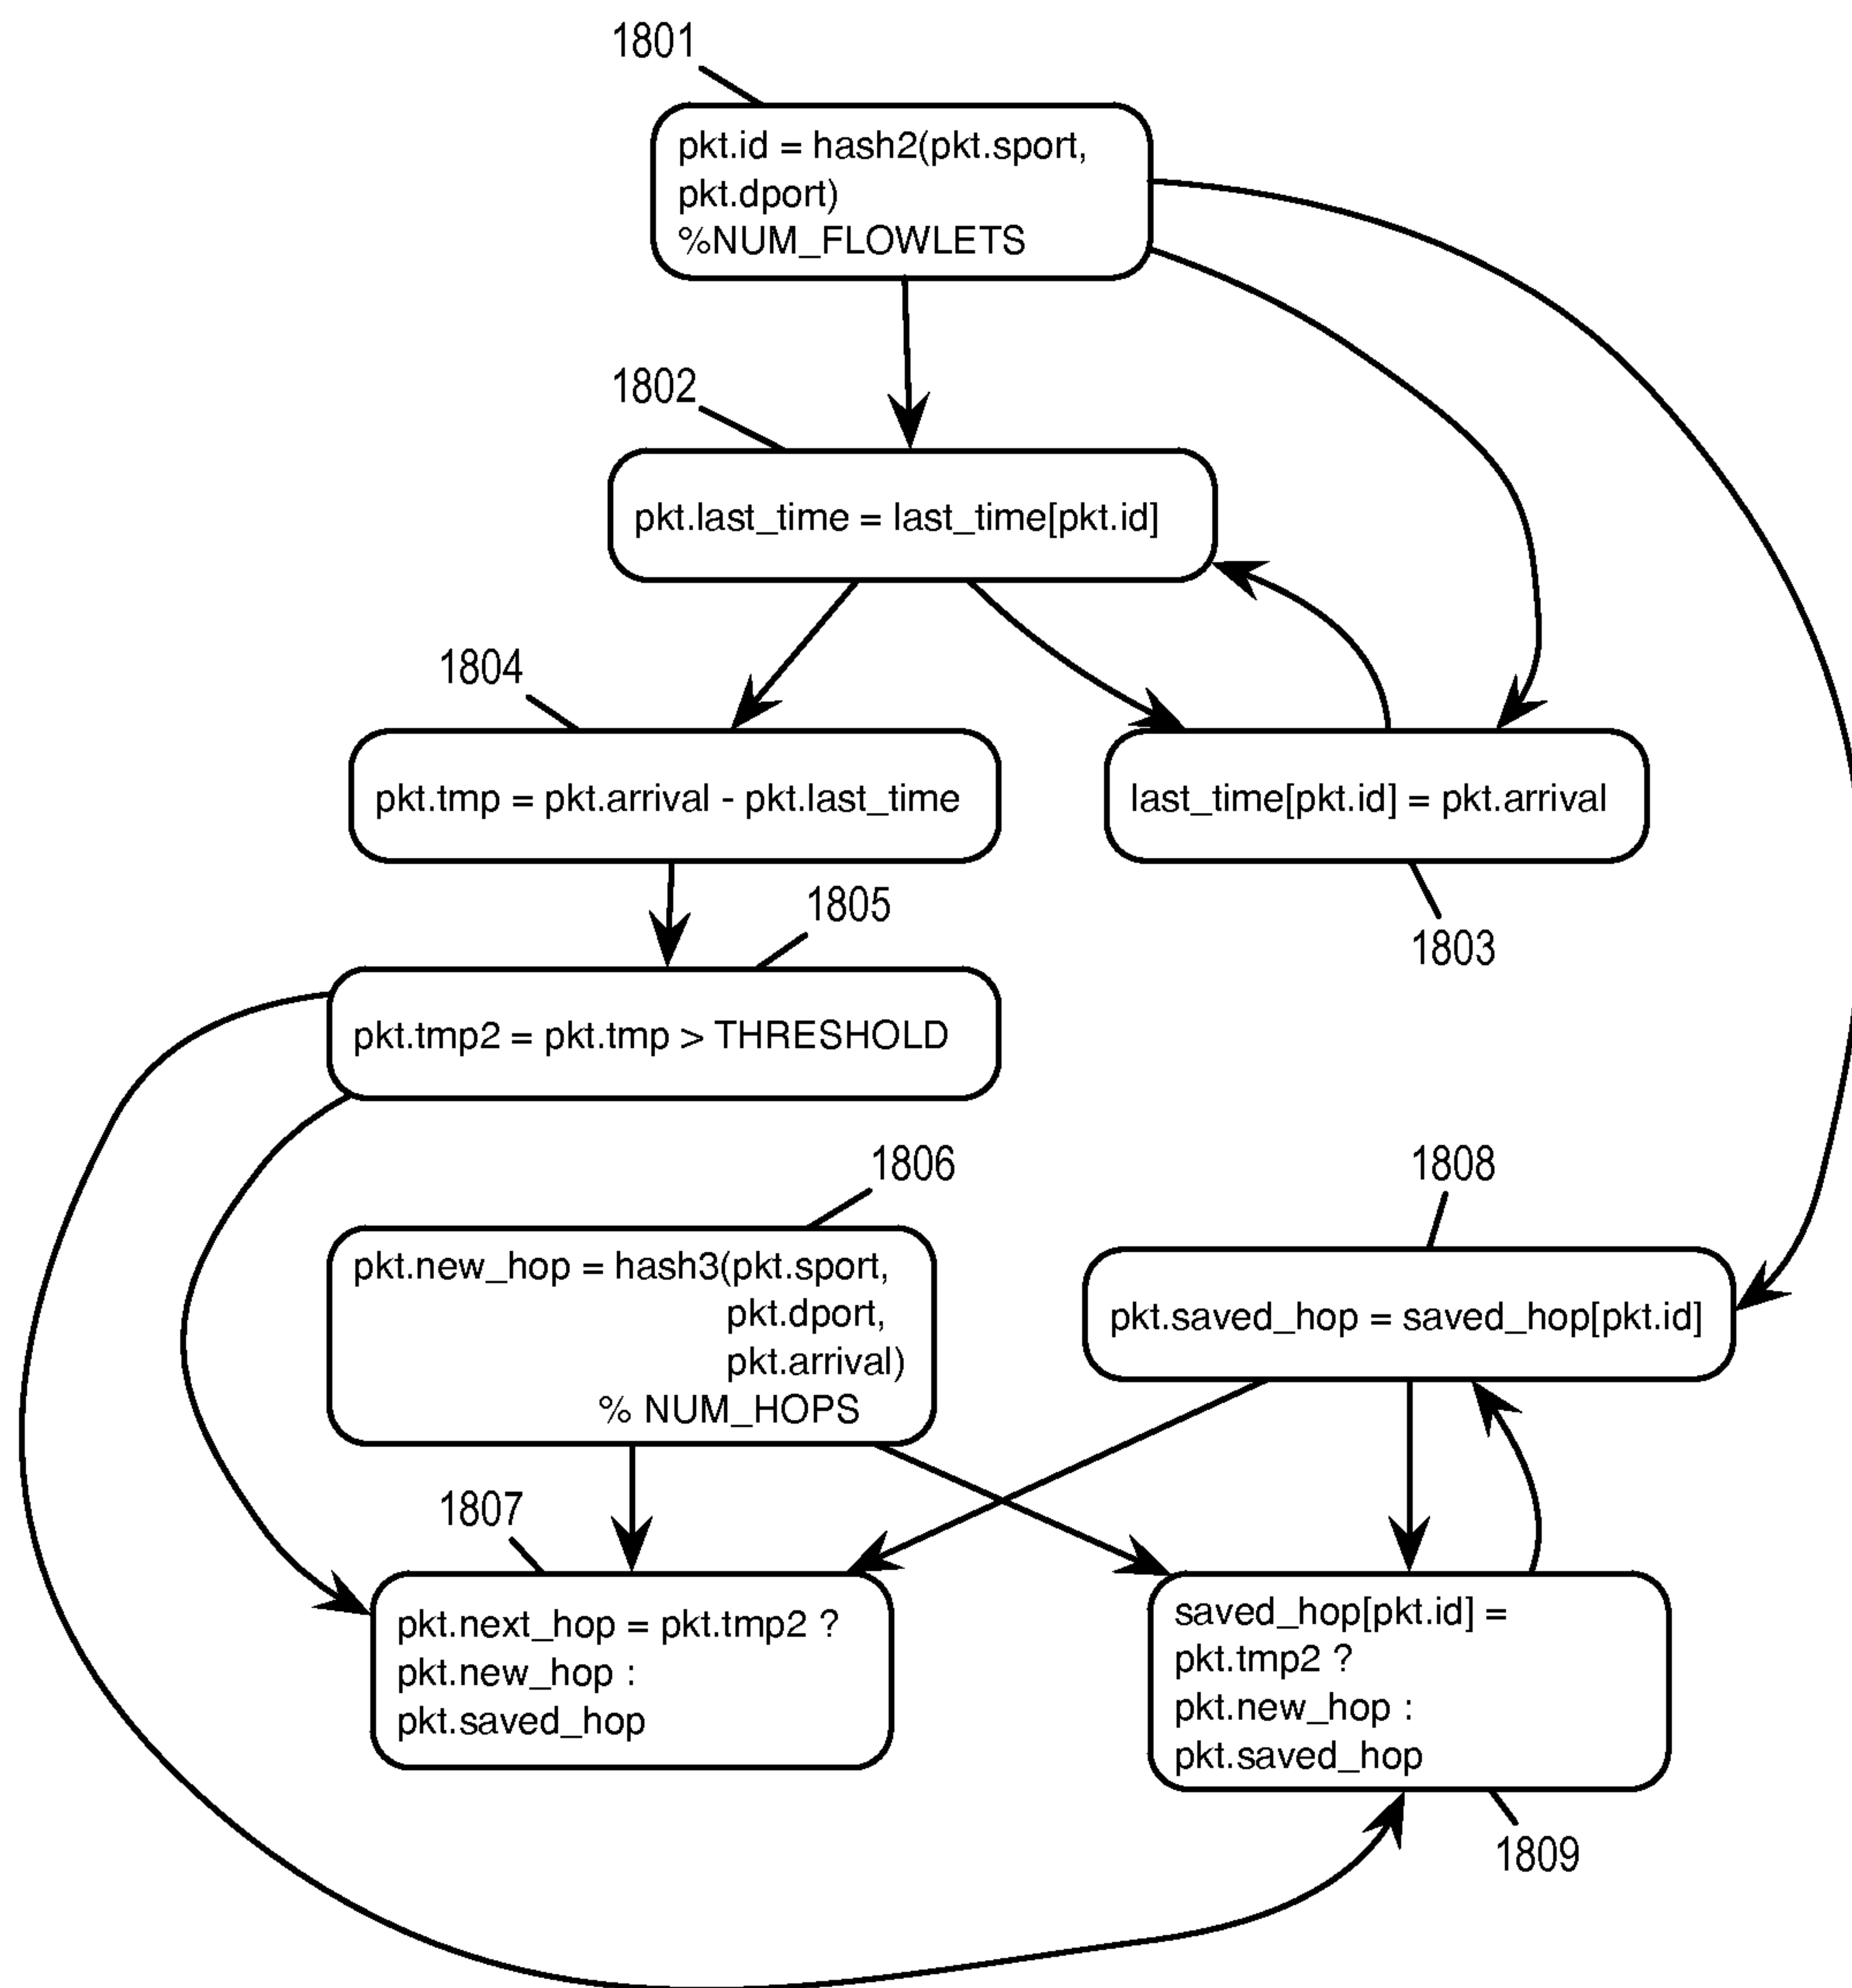 1801
pkt.id = hash2(pkt.sport,
pkt.dport)
%NUM_FLOWLETS
1802
pkt.last_time = last_time[pkt.id]
1804
pkt.tmp = pkt.arrival - pkt.last_time
last_time[pkt.id] = pkt.arrival
1803
1805
pkt.tmp2 = pkt.tmp > THRESHOLD
1806
pkt.new_hop = hash3(pkt.sport,
pkt.dport,
pkt.arrival)
% NUM_HOPS
1808
pkt.saved_hop = saved_hop[pkt.id]
1807
pkt.next_hop = pkt.tmp2 ?
pkt.new_hop :
pkt.saved_hop
saved_hop[pkt.id] =
pkt.tmp2 ?
pkt.new_hop :
pkt.saved_hop
1809